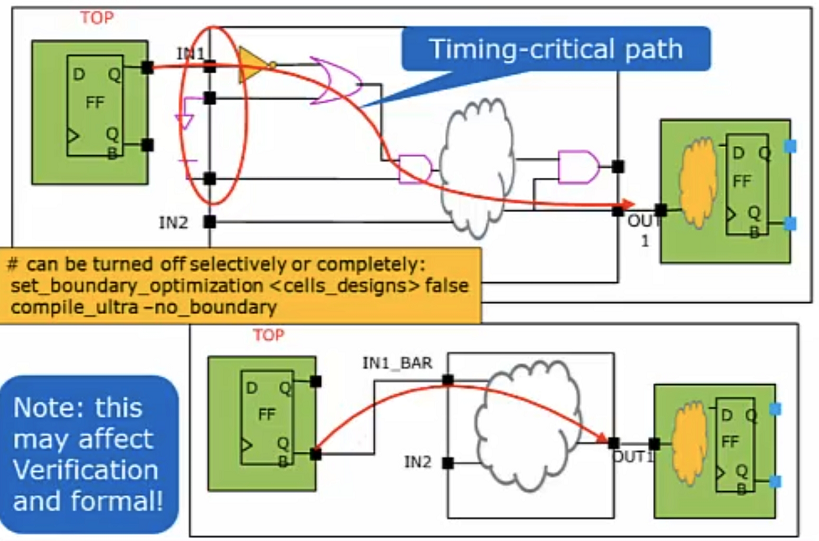 TOP
Timing-critical path
IN1
D Q
FF
Q
B
IN2
OUT
1
D Q
FF
Q
B
# can be turned off selectively or completely:
set_boundary_optimization <cells_designs> false
compile_ultra –no_boundary
TOP
IN1_BAR
D Q
FF
Q
B
IN2
OUT1
D Q
FF
Q
B
Note: this
may affect
Verification
and formal!